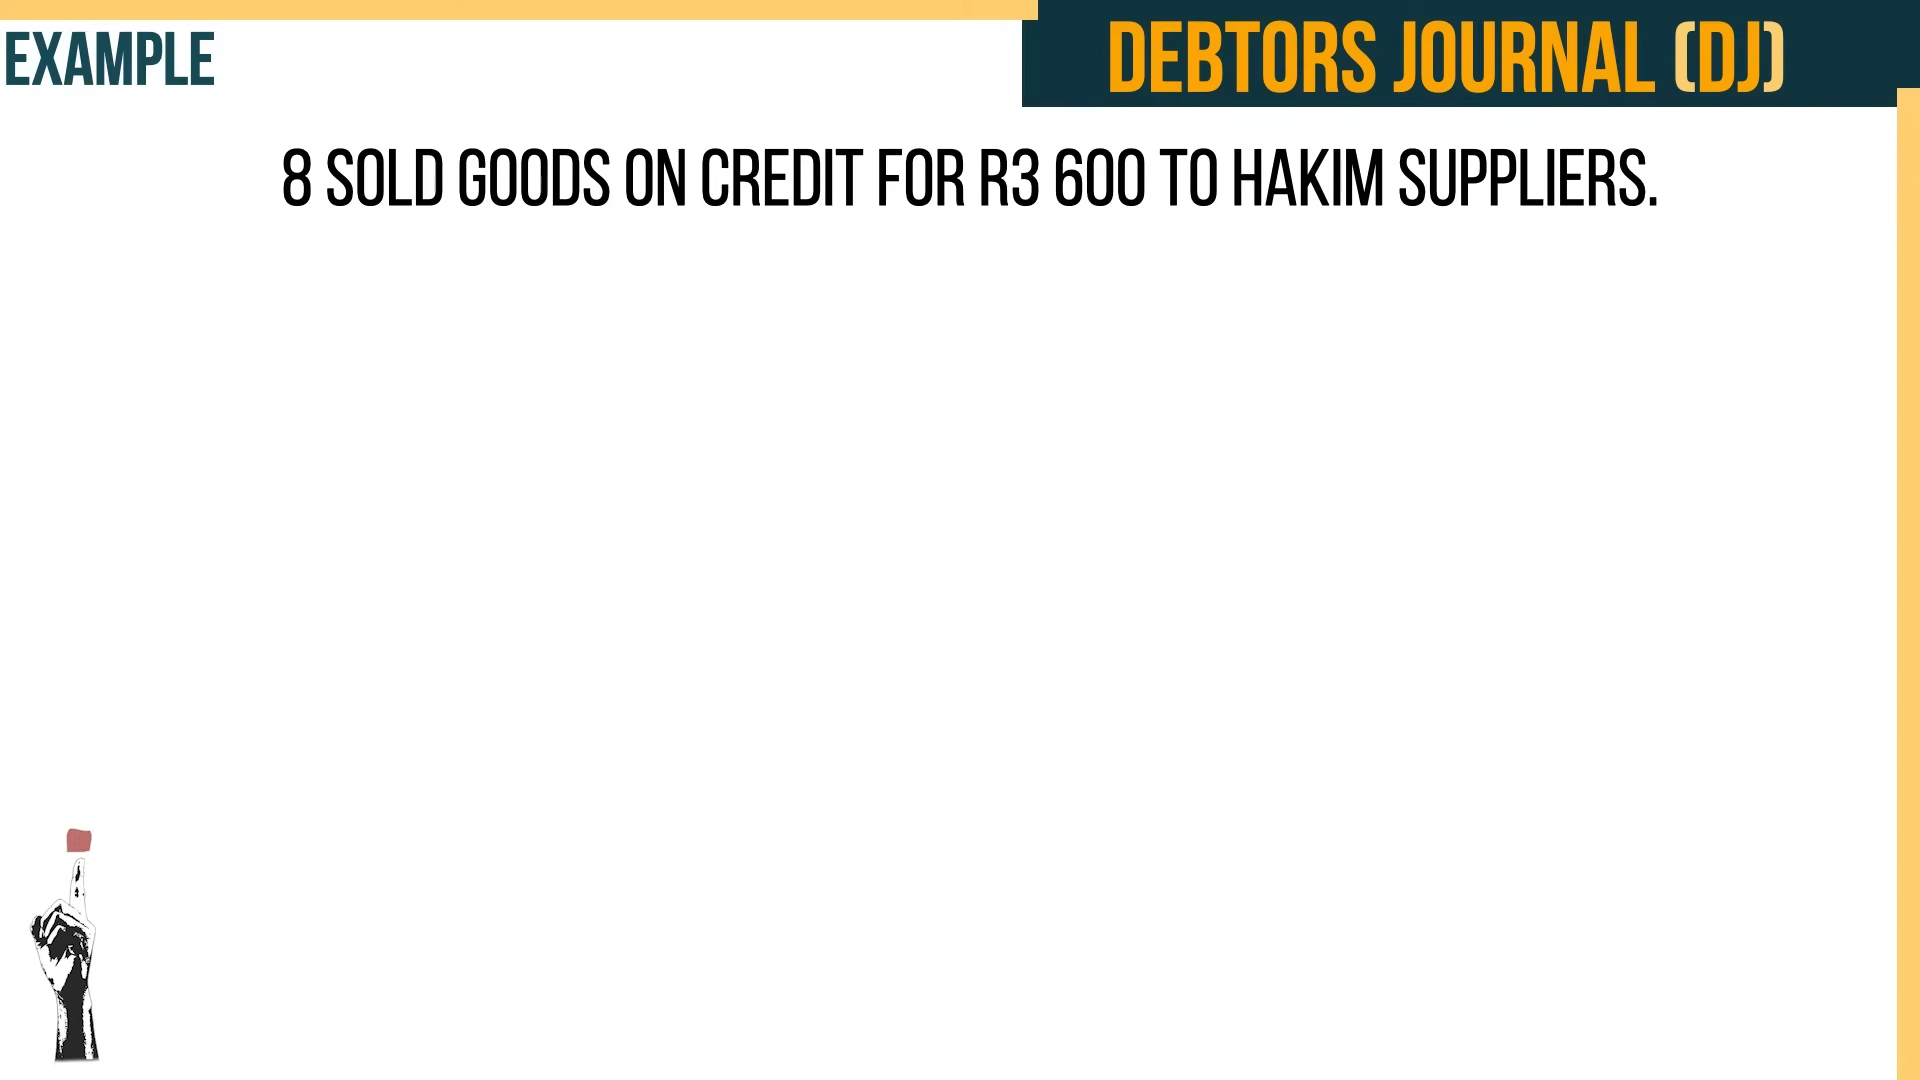 EXAMPLE
DEBTORS JOURNAL (DJ)
8 SOLD GOODS ON CREDIT FOR R3 600 TO HAKIM SUPPLIERS.